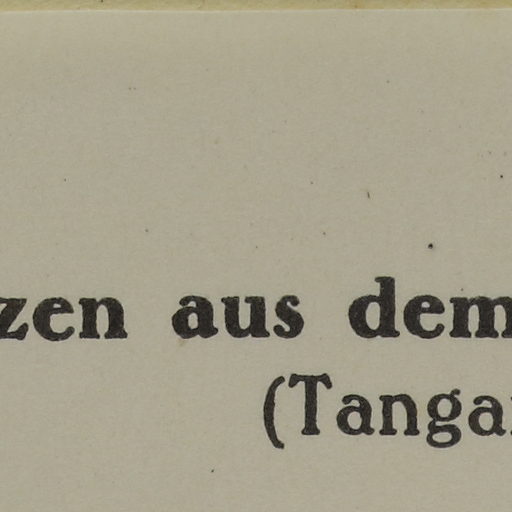 zen aus dem
(Tanga